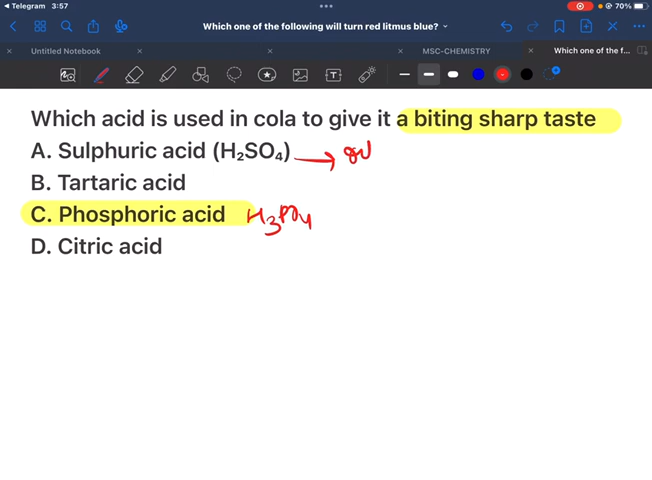 Telegram 3:57
70%
Which one of the following will turn red litmus blue?
Untitled Notebook
MSC-CHEMISTRY
Which one of the f...
Which acid is used in cola to give it a biting sharp taste
A. Sulphuric acid (H₂SO₄)
B. Tartaric acid
C. Phosphoric acid H₃PO₄
D. Citric acid